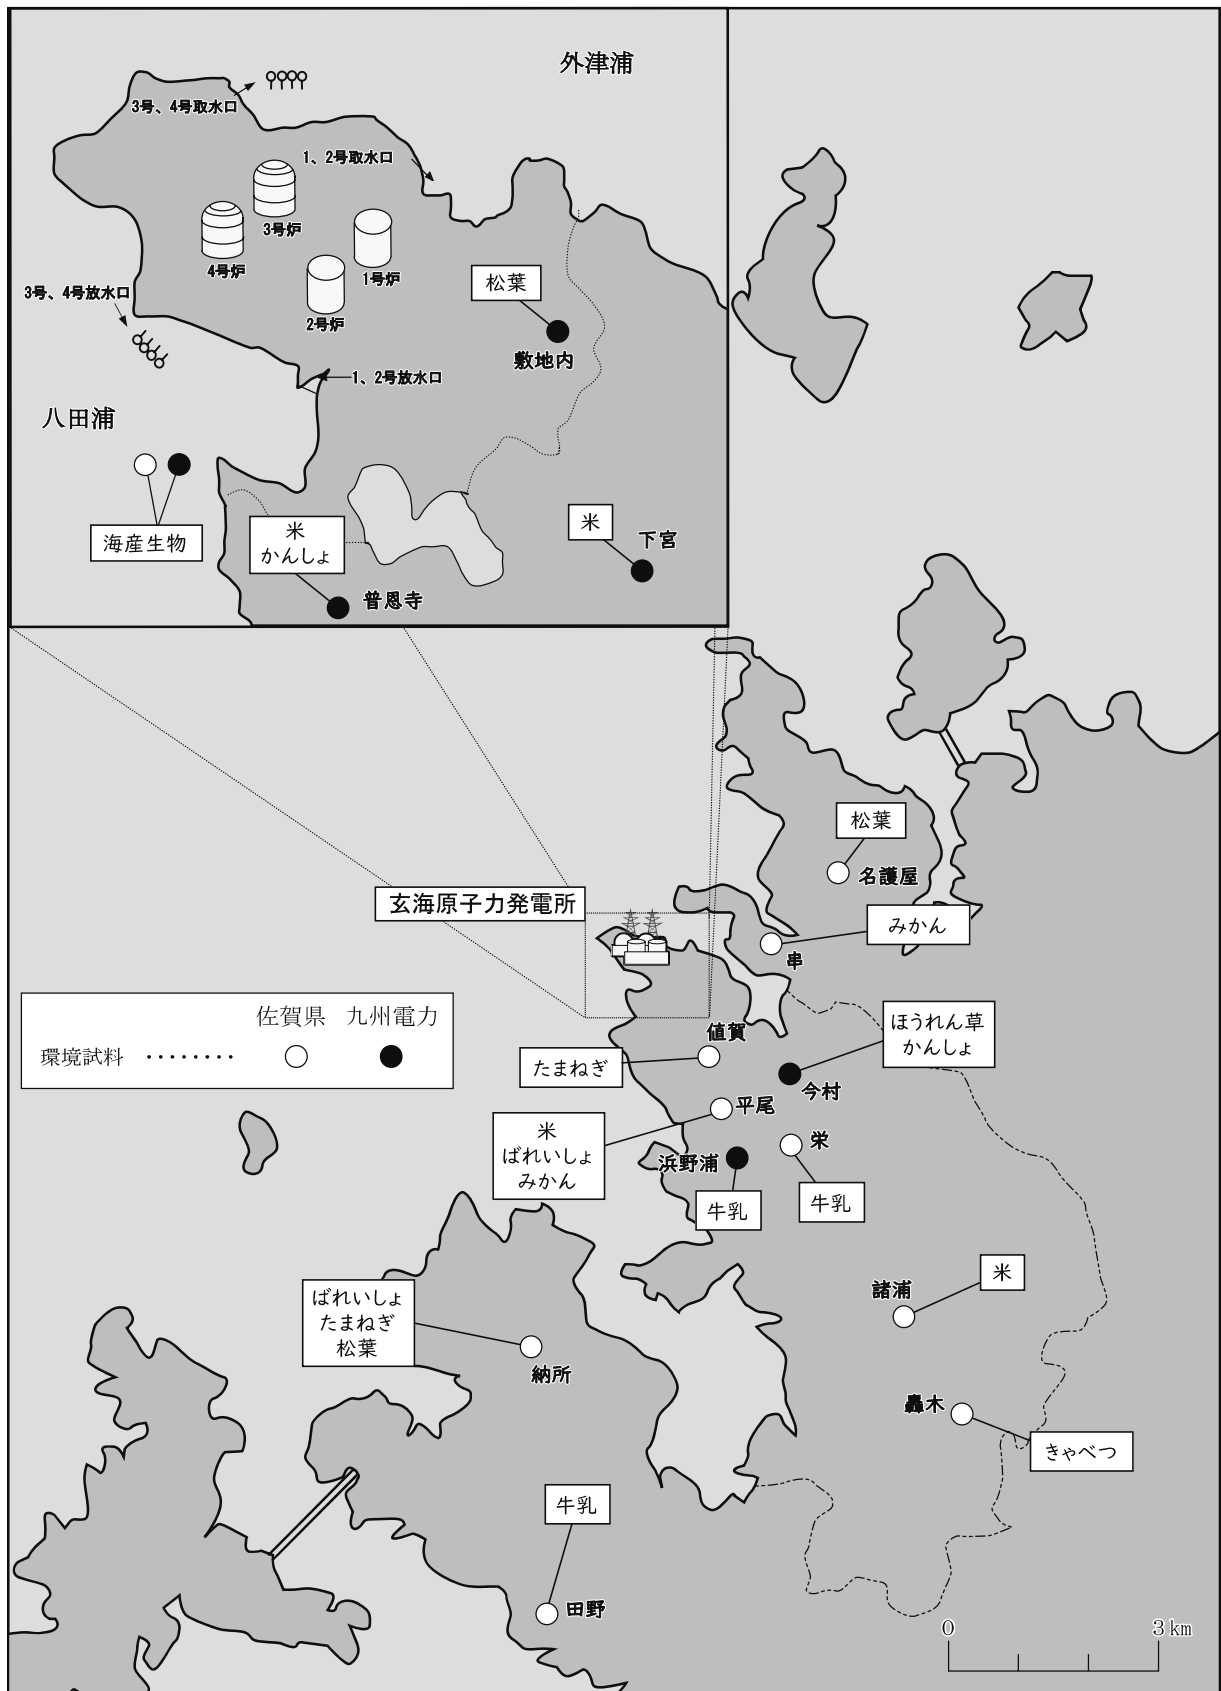 外津浦
3号、4号取水口
1、2号取水口
3号炉
4号炉
1号炉
2号炉
松葉
敷地内
3号、4号放水口
1、2号放水口
八田浦
海産生物
米
かんしょ
普恩寺
米
下宮
松葉
名護屋
玄海原子力発電所
みかん
串
佐賀県 九州電力
環境試料 ・・・・・・・・
値賀
たまねぎ
ほうれん草
かんしょ
今村
平尾
米
ばれいしょ
みかん
栄
浜野浦
牛乳
牛乳
諸浦
米
ばれいしょ
たまねぎ
松葉
納所
轟木
きゃべつ
牛乳
田野
0 3km